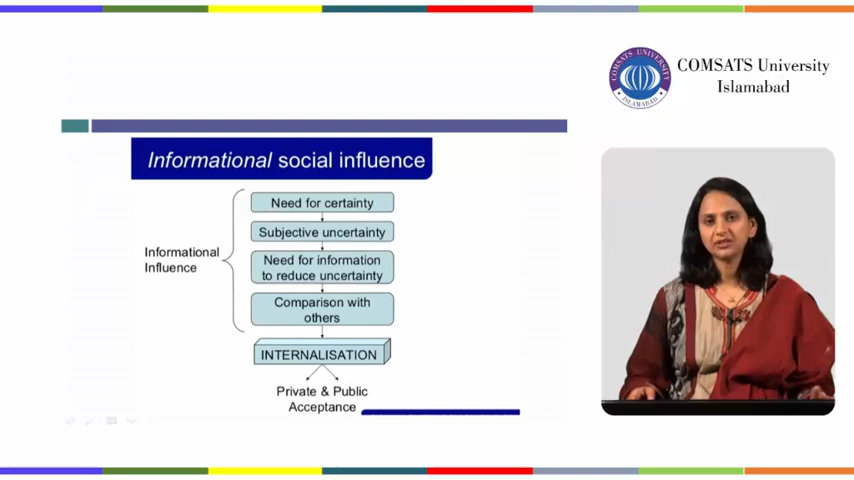 COMSATS University
Islamabad
COMSATS UNIVERSITY
ISLAMABAD
Informational social influence
Need for certainty
Subjective uncertainty
Informational
Influence
Need for information
to reduce uncertainty
Comparison with
others
INTERNALISATION
Private & Public
Acceptance